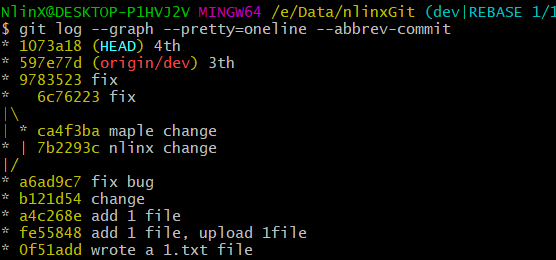 NlinX@DESKTOP-P1HVJ2V MINGW64 /e/Data/nlinxGit (dev|REBASE 1/1
$ git log --graph --pretty=oneline --abbrev-commit
* 1073a18 (HEAD) 4th
* 597e77d (origin/dev) 3th
* 9783523 fix
*   6c76223 fix
|\
| * ca4f3ba maple change
* | 7b2293c nlinx change
|/
* a6ad9c7 fix bug
* b121d54 change
* a4c268e add 1 file
* fe55848 add 1 file, upload 1file
* 0f51add wrote a 1.txt file